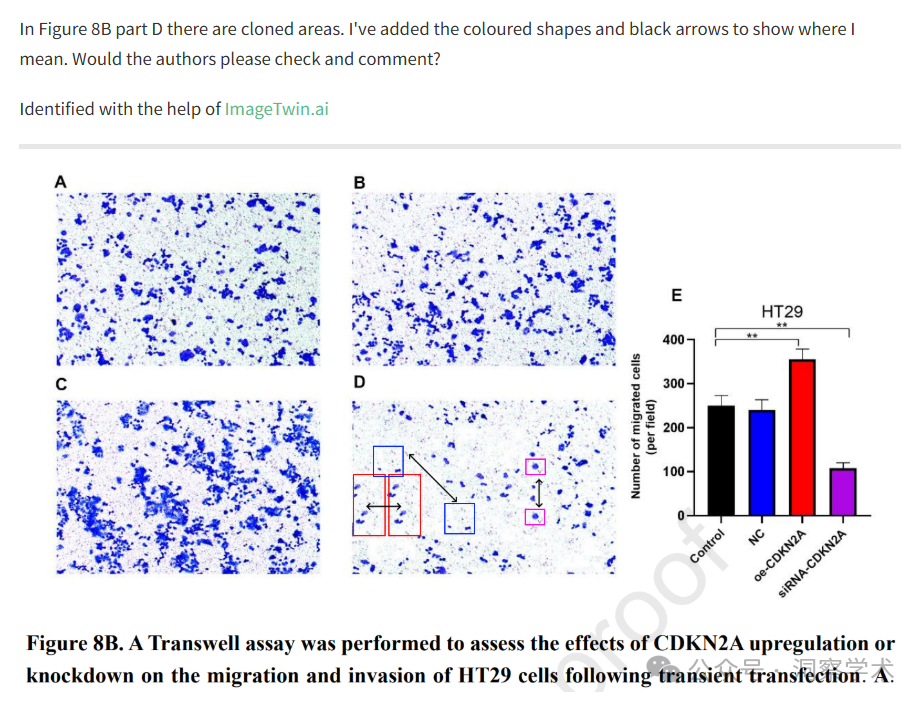 In Figure 8B part D there are cloned areas. I've added the coloured shapes and black arrows to show where I
mean. Would the authors please check and comment?
Identified with the help of ImageTwin.ai
A
B
C
D
E
HT29
**
**
Number of migrated cells
(per field)
400
300
200
100
0
Control
NC
oe-CDKN2A
siRNA-CDKN2A
proof
Figure 8B. A Transwell assay was performed to assess the effects of CDKN2A upregulation or
knockdown on the migration and invasion of HT29 cells following transient transfection. A.
公众号 · 洞察学术